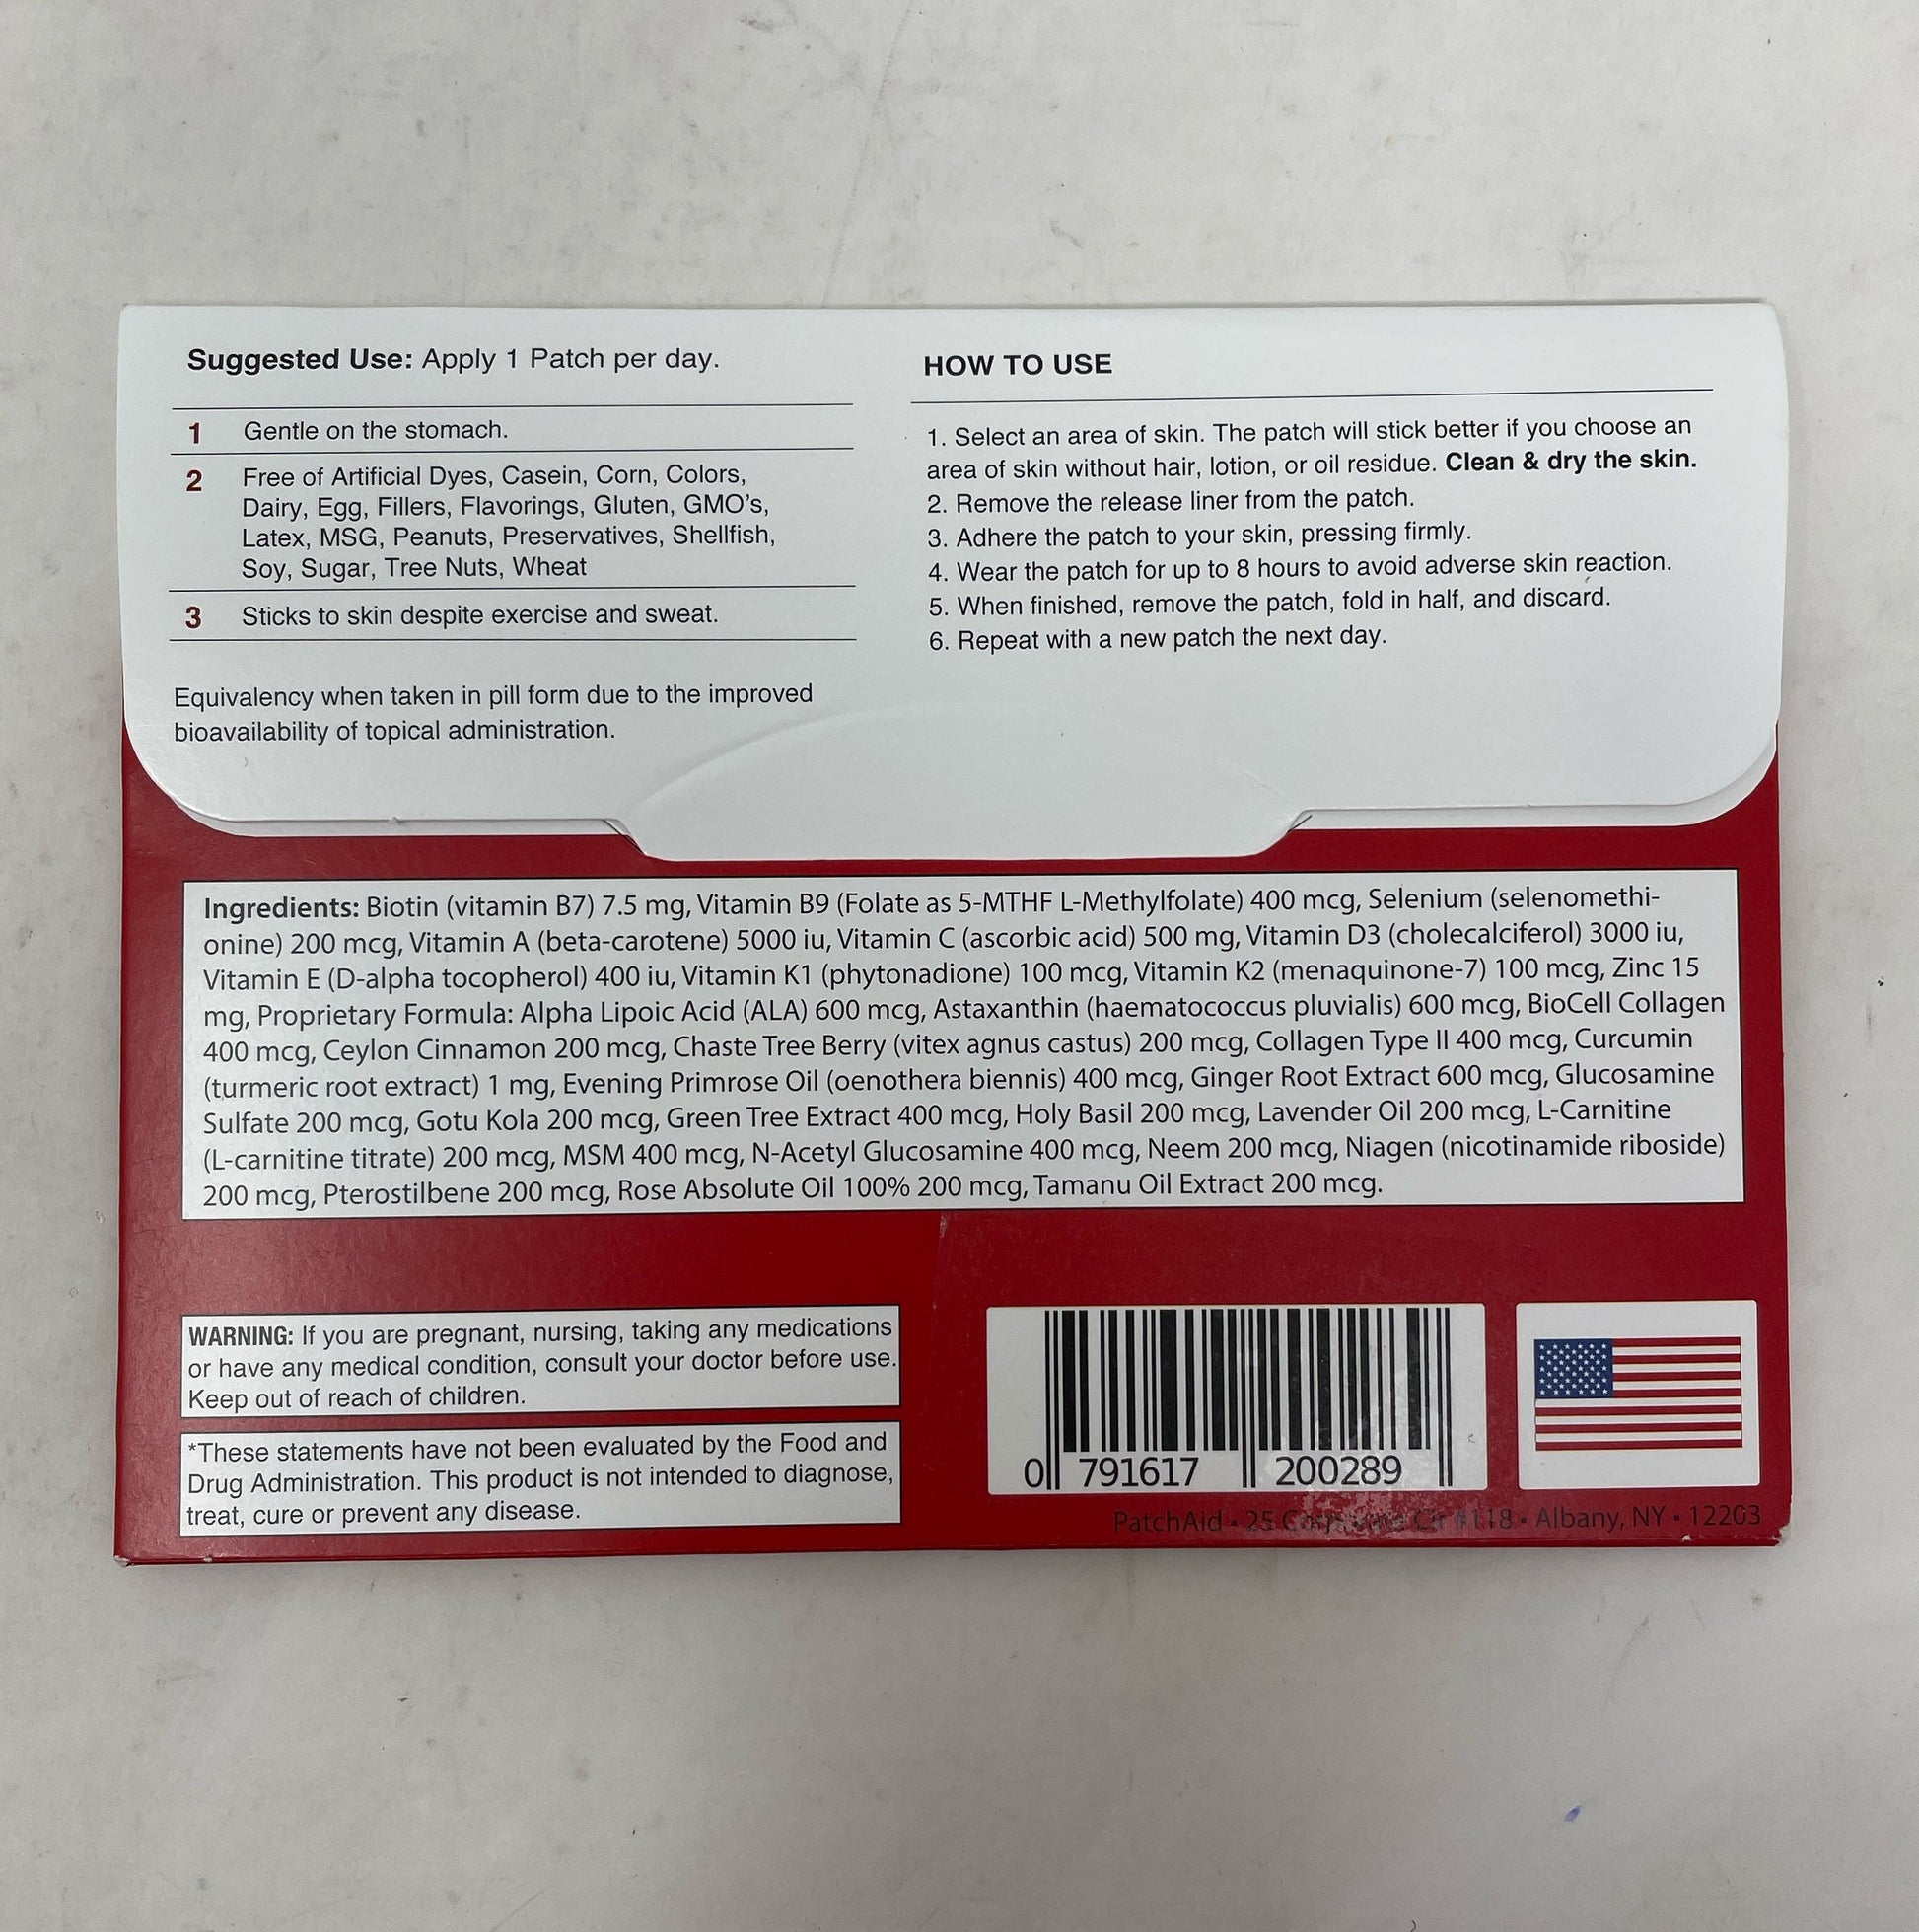 Suggested Use: Apply 1 Patch per day.
1 Gentle on the stomach.
2 Free of Artificial Dyes, Casein, Corn, Colors,
Dairy, Egg, Fillers, Flavorings, Gluten, GMO's,
Latex, MSG, Peanuts, Preservatives, Shellfish,
Soy, Sugar, Tree Nuts, Wheat
3 Sticks to skin despite exercise and sweat.
Equivalency when taken in pill form due to the improved
bioavailability of topical administration.
HOW TO USE
1. Select an area of skin. The patch will stick better if you choose an
area of skin without hair, lotion, or oil residue. Clean & dry the skin.
2. Remove the release liner from the patch.
3. Adhere the patch to your skin, pressing firmly.
4. Wear the patch for up to 8 hours to avoid adverse skin reaction.
5. When finished, remove the patch, fold in half, and discard.
6. Repeat with a new patch the next day.
Ingredients: Biotin (vitamin B7) 7.5 mg, Vitamin B9 (Folate as 5-MTHF L-Methylfolate) 400 mcg, Selenium (selenomethi-
onine) 200 mcg, Vitamin A (beta-carotene) 5000 iu, Vitamin C (ascorbic acid) 500 mg, Vitamin D3 (cholecalciferol) 3000 iu,
Vitamin E (D-alpha tocopherol) 400 iu, Vitamin K1 (phytonadione) 100 mcg, Vitamin K2 (menaquinone-7) 100 mcg, Zinc 15
mg, Proprietary Formula: Alpha Lipoic Acid (ALA) 600 mcg, Astaxanthin (haematococcus pluvialis) 600 mcg, BioCell Collagen
400 mcg, Ceylon Cinnamon 200 mcg, Chaste Tree Berry (vitex agnus castus) 200 mcg, Collagen Type II 400 mcg, Curcumin
(turmeric root extract) 1 mg, Evening Primrose Oil (oenothera biennis) 400 mcg, Ginger Root Extract 600 mcg, Glucosamine
Sulfate 200 mcg, Gotu Kola 200 mcg, Green Tree Extract 400 mcg, Holy Basil 200 mcg, Lavender Oil 200 mcg, L-Carnitine
(L-carnitine titrate) 200 mcg, MSM 400 mcg, N-Acetyl Glucosamine 400 mcg, Neem 200 mcg, Niagen (nicotinamide riboside)
200 mcg, Pterostilbene 200 mcg, Rose Absolute Oil 100% 200 mcg, Tamanu Oil Extract 200 mcg.
WARNING: If you are pregnant, nursing, taking any medications
or have any medical condition, consult your doctor before use.
Keep out of reach of children.
*These statements have not been evaluated by the Food and
Drug Administration. This product is not intended to diagnose,
treat, cure or prevent any disease.
0 791617 200289
PatchAid • 25 Cir #118 • Albany, NY • 12203